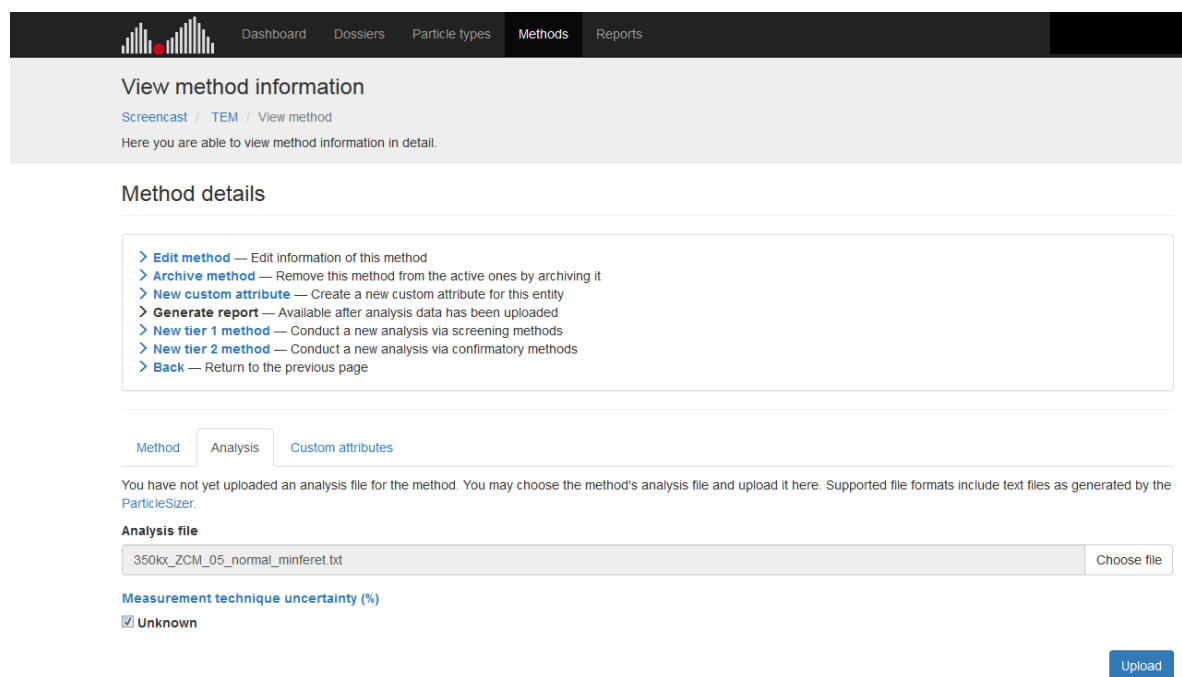 Dashboard Dossiers Particle types Methods Reports
View method information
Screencast / TEM / View method
Here you are able to view method information in detail.
Method details
Edit method — Edit information of this method
Archive method — Remove this method from the active ones by archiving it
New custom attribute — Create a new custom attribute for this entity
Generate report — Available after analysis data has been uploaded
New tier 1 method — Conduct a new analysis via screening methods
New tier 2 method — Conduct a new analysis via confirmatory methods
Back — Return to the previous page
Method Analysis Custom attributes
You have not yet uploaded an analysis file for the method. You may choose the method's analysis file and upload it here. Supported file formats include text files as generated by the
ParticleSizer.
Analysis file
350kx_ZCM_05_normal_minferet.txt Choose file
Measurement technique uncertainty (%)
Unknown
Upload